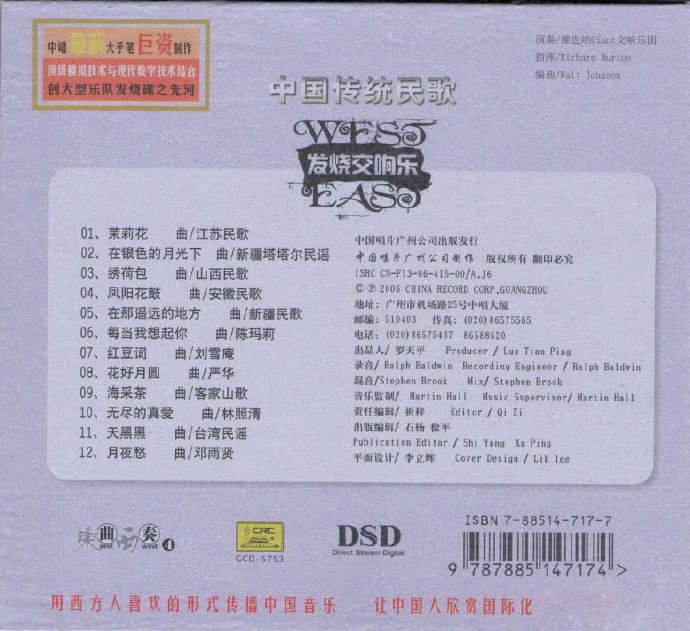 中唱 最新 大手笔 巨资 制作
顶级模拟技术与现代数字技术结合
创大型乐队发烧碟之先河
演奏/维也纳Giant交响乐团
指挥/Richard Burton
编曲/Walt Johnson
中国传统民歌
WEST
发烧交响乐
EAST
01、茉莉花 曲/江苏民歌
02、在银色的月光下 曲/新疆塔塔尔民谣
03、绣荷包 曲/山西民歌
04、凤阳花鼓 曲/安徽民歌
05、在那遥远的地方 曲/新疆民歌
06、每当我想起你 曲/陈玛莉
07、红豆词 曲/刘雪庵
08、花好月圆 曲/严华
09、海采茶 曲/客家山歌
10、无尽的真爱 曲/林照清
11、天黑黑 曲/台湾民谣
12、月夜愁 曲/邓雨贤
中国唱片广州公司出版发行
中国唱片广州公司制作 版权所有 翻印必究
ISRC CN-F13-06-415-00/A.J6
©℗2006 CHINA RECORD CORP.GUANGZHOU
地址：广州市机场路25号中唱大厦
邮编：510403 传真：(020)86575565
电话：(020)86575437 86588620
出品人/罗天平 Producer / Luo Tian Ping
录音/Ralph Baldwin Recording Engineer / Ralph Baldwin
混音/Stephen Brook Mix/ Stephen Brook
音乐监制/ Martin Hall Music Supervisor/ Martin Hall
责任编辑/ 祈梓 Editor / Qi Zi
出版编辑/ 石杨 徐平
Publication Editor / Shi Yang Xu Ping
平面设计/ 李立辉 Cover Design / Lik lee
東曲西奏4
aest west
CRC
GCD-5753
DSD
Direct Stream Digital
ISBN 7-88514-717-7
9 787885 147174 >
用西方人喜欢的形式传播中国音乐 让中国人欣赏国际化